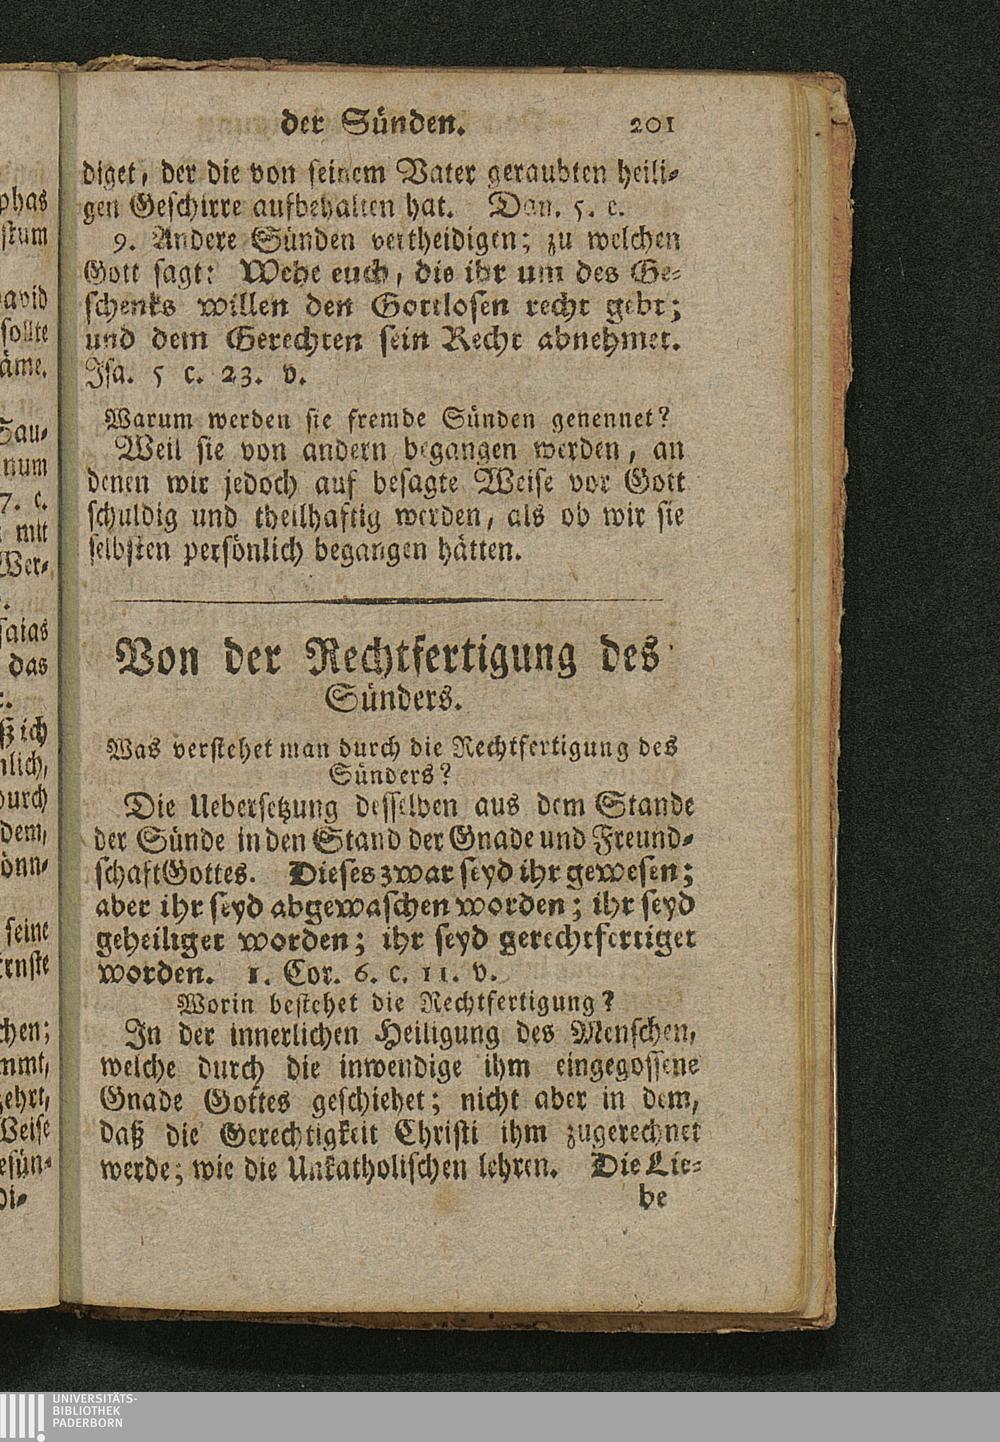 der Sünden. 201
diget, der die von seinem Vater geraubten heili-
gen Geschirre aufbehalten hat. Dan. 5. c.
9. Andere Sünden vertheidigen; zu welchen
Gott sagt: Wehe euch, die ihr um des Ge-
schenks willen den Gottlosen recht gebt;
und dem Gerechten sein Recht abnehmet.
Isa. 5 c. 23. v.
Warum werden sie fremde Sünden genennet?
Weil sie von andern begangen werden, an
denen wir jedoch auf besagte Weise vor Gott
schuldig und theilhaftig werden, als ob wir sie
selbsten persönlich begangen hätten.
Von der Rechtfertigung des
Sünders.
Was verstehet man durch die Rechtfertigung des
Sünders?
Die Uebersetzung desselben aus dem Stande
der Sünde in den Stand der Gnade und Freund-
schaft Gottes. Dieses zwar seyd ihr gewesen;
aber ihr seyd abgewaschen worden; ihr seyd
geheiliget worden; ihr seyd gerechtfertiget
worden. 1. Cor. 6. c. 11. v.
Worin bestehet die Rechtfertigung?
In der innerlichen Heiligung des Menschen,
welche durch die inwendige ihm eingegossene
Gnade Gottes geschiehet; nicht aber in dem,
daß die Gerechtigkeit Christi ihm zugerechnet
werde; wie die Unkatholischen lehren. Die Lie-
be
UNIVERSITÄTS-
BIBLIOTHEK
PADERBORN